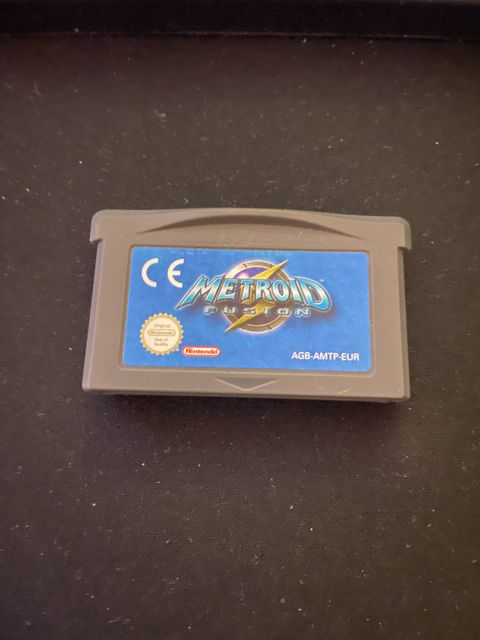 CE
METROID
FUSION
Original
Nintendo
Seal of
Quality
Nintendo
AGB-AMTP-EUR